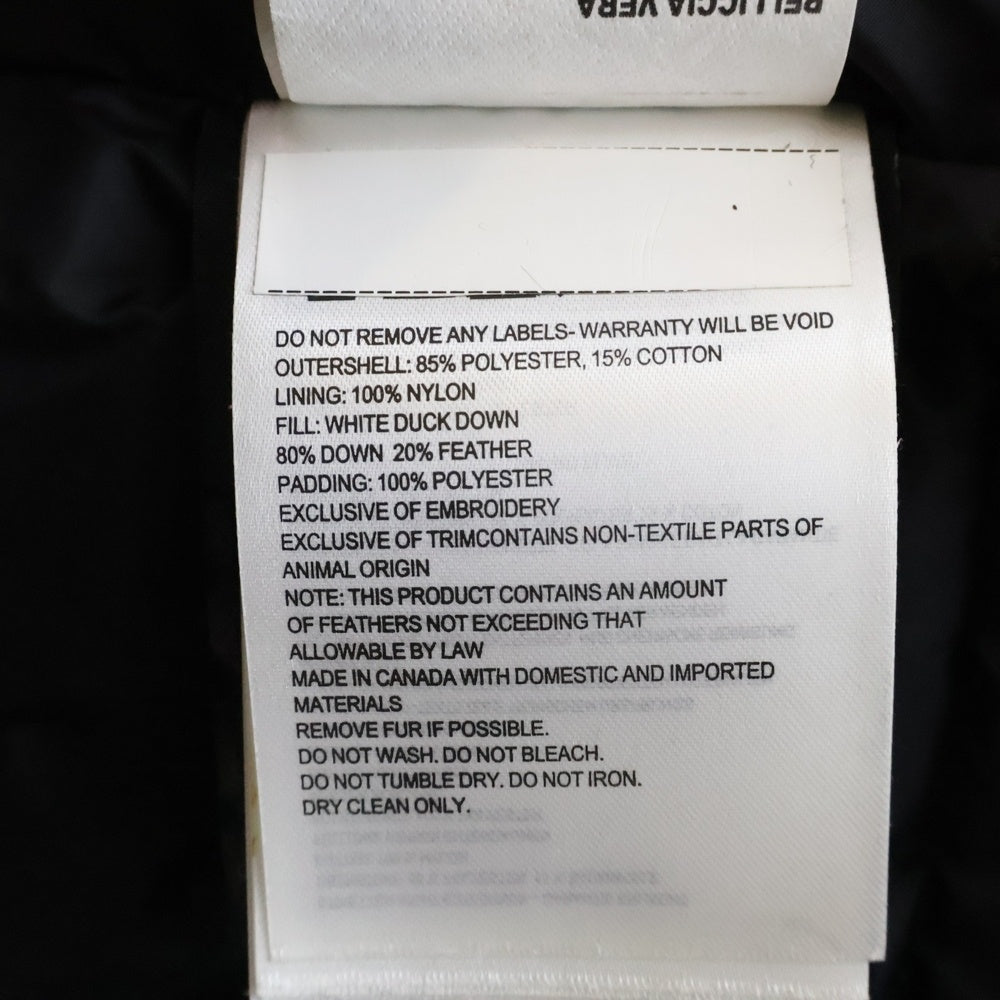 PELLICCIA VERA
DO NOT REMOVE ANY LABELS- WARRANTY WILL BE VOID
OUTERSHELL: 85% POLYESTER, 15% COTTON
LINING: 100% NYLON
FILL: WHITE DUCK DOWN
80% DOWN 20% FEATHER
PADDING: 100% POLYESTER
EXCLUSIVE OF EMBROIDERY
EXCLUSIVE OF TRIMCONTAINS NON-TEXTILE PARTS OF
ANIMAL ORIGIN
NOTE: THIS PRODUCT CONTAINS AN AMOUNT
OF FEATHERS NOT EXCEEDING THAT
ALLOWABLE BY LAW
MADE IN CANADA WITH DOMESTIC AND IMPORTED
MATERIALS
REMOVE FUR IF POSSIBLE.
DO NOT WASH. DO NOT BLEACH.
DO NOT TUMBLE DRY. DO NOT IRON.
DRY CLEAN ONLY.